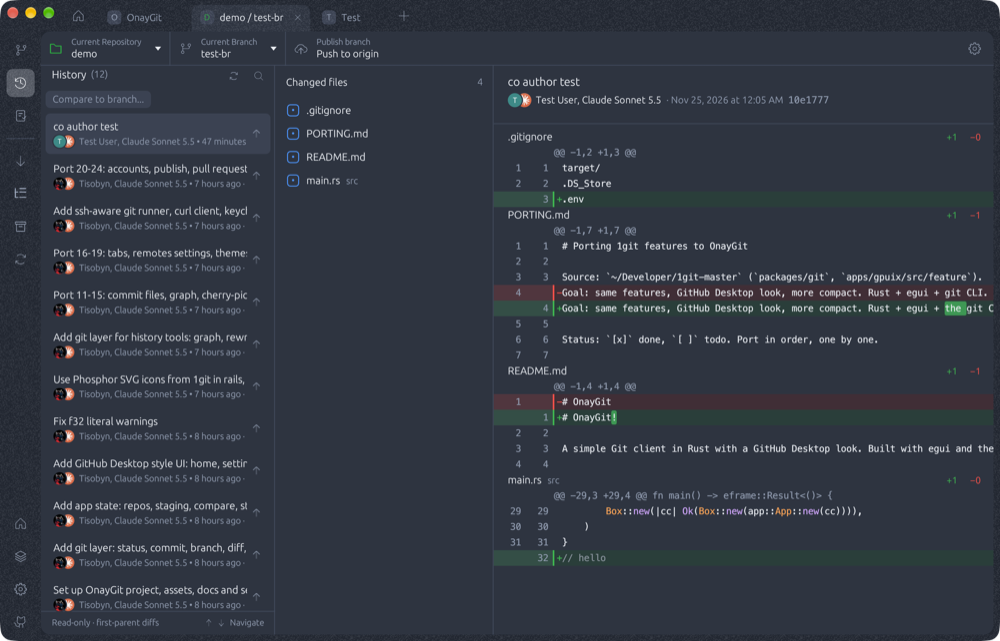 O OnayGit
D demo / test-br
T Test
Current Repository
demo
Current Branch
test-br
Publish branch
Push to origin
History (12)
Compare to branch...
co author test
T Test User, Claude Sonnet 5.5 • 47 minutes
Port 20-24: accounts, publish, pull request
Tisobyn, Claude Sonnet 5.5 • 7 hours ago ·
Add ssh-aware git runner, curl client, keych
Tisobyn, Claude Sonnet 5.5 • 7 hours ago ·
Port 16-19: tabs, remotes settings, theme
Tisobyn, Claude Sonnet 5.5 • 7 hours ago ·
Port 11-15: commit files, graph, cherry-pic
Tisobyn, Claude Sonnet 5.5 • 7 hours ago ·
Add git layer for history tools: graph, rewr
Tisobyn, Claude Sonnet 5.5 • 7 hours ago ·
Use Phosphor SVG icons from 1git in rails,
Tisobyn, Claude Sonnet 5.5 • 7 hours ago ·
Fix f32 literal warnings
Tisobyn, Claude Sonnet 5.5 • 8 hours ago ·
Add GitHub Desktop style UI: home, settin
Tisobyn, Claude Sonnet 5.5 • 8 hours ago ·
Add app state: repos, staging, compare, st
Tisobyn, Claude Sonnet 5.5 • 8 hours ago ·
Add git layer: status, commit, branch, diff,
Tisobyn, Claude Sonnet 5.5 • 8 hours ago ·
Set up OnayGit project, assets, docs and se
Tisobyn, Claude Sonnet 5.5 • 8 hours ago ·
Read-only · first-parent diffs
↑ ↓ Navigate
Changed files 4
.gitignore
PORTING.md
README.md
main.rs src
co author test
T Test User, Claude Sonnet 5.5 · Nov 25, 2026 at 12:05 AM 10e1777
.gitignore +1 −0
@@ −1,2 +1,3 @@
1 1 target/
2 2 .DS_Store
3 +.env
PORTING.md +1 −1
@@ −1,7 +1,7 @@
1 1 # Porting 1git features to OnayGit
2 2
3 3 Source: `~/Developer/1git-master` (`packages/git`, `apps/gpuix/src/feature`).
4 −Goal: same features, GitHub Desktop look, more compact. Rust + egui + git CLI.
4 +Goal: same features, GitHub Desktop look, more compact. Rust + egui + the git C
5 5
6 6 Status: `[x]` done, `[ ]` todo. Port in order, one by one.
7 7
README.md +1 −1
@@ −1,4 +1,4 @@
1 −# OnayGit
1 +# OnayGit!
2 2
3 3 A simple Git client in Rust with a GitHub Desktop look. Built with egui and the
4 4
main.rs src +1 −0
@@ −29,3 +29,4 @@ fn main() −> eframe::Result<()> {
29 29 Box::new(|cc| Ok(Box::new(app::App::new(cc)))),
30 30 )
31 31 }
32 +// hello